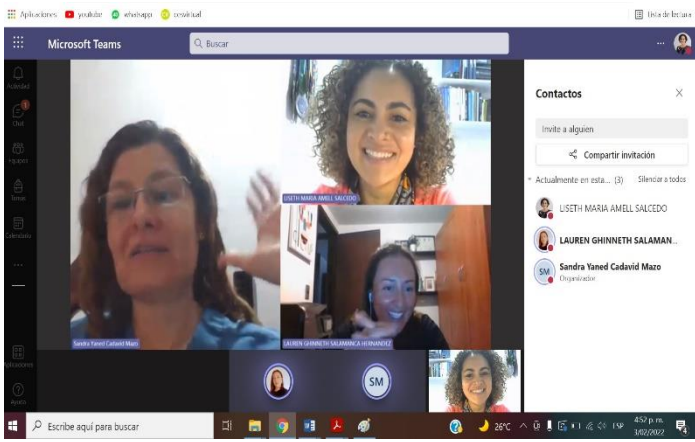 Aplicaciones youtube whatsapp cesvirtual Lista de lectura
Microsoft Teams
Buscar
Actividad
Chat
Equipos
Tareas
Calendario
Aplicaciones
Ayuda
LISETH MARIA AMELL SALCEDO
Sandra Yaned Cadavid Mazo
LAUREN GHINNETH SALAMANCA HERNANDEZ
SM
Contactos
Invite a alguien
Compartir invitación
Actualmente en esta... (3) Silenciar a todos
LISETH MARIA AMELL SALCEDO
LAUREN GHINNETH SALAMAN...
SM
Sandra Yaned Cadavid Mazo
Organizador
Escribe aquí para buscar
26°C
ESP
4:52 p. m.
3/02/2022